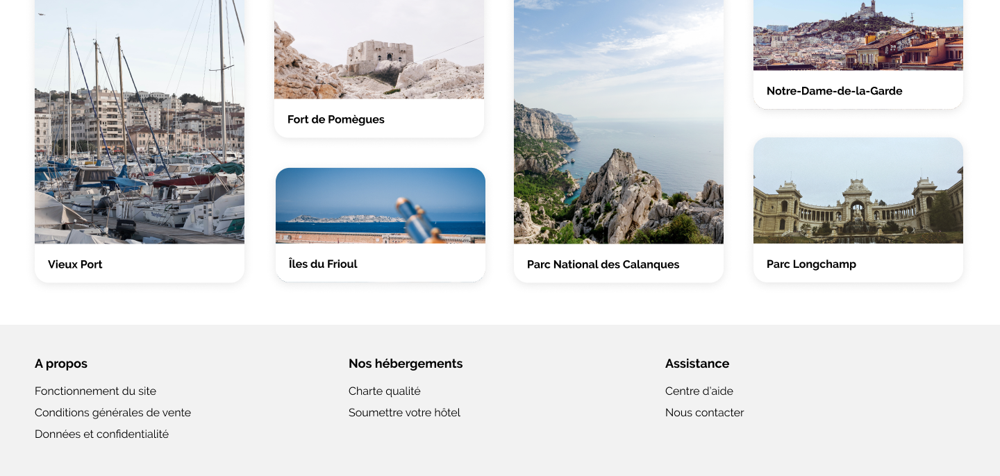 Notre-Dame-de-la-Garde
Fort de Pomègues
Vieux Port
Îles du Frioul
Parc National des Calanques
Parc Longchamp
A propos
Fonctionnement du site
Conditions générales de vente
Données et confidentialité
Nos hébergements
Charte qualité
Soumettre votre hôtel
Assistance
Centre d'aide
Nous contacter